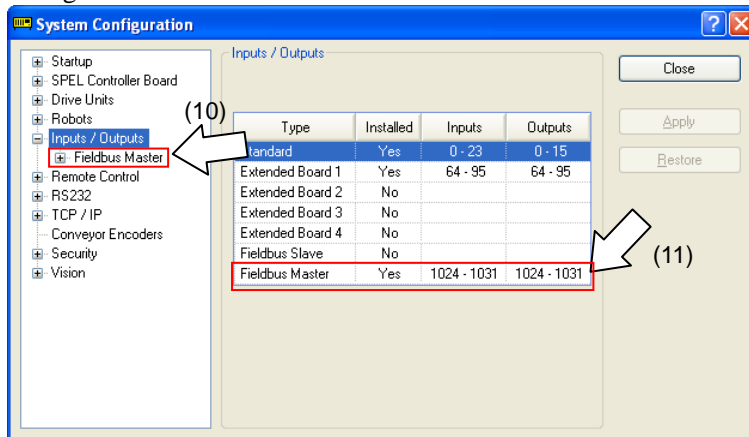 System Configuration
Startup
SPEL Controller Board
Drive Units
Robots
Inputs / Outputs
Fieldbus Master
Remote Control
RS232
TCP / IP
Conveyor Encoders
Security
Vision
(10)
Inputs / Outputs
Type Installed Inputs Outputs
Standard Yes 0 - 23 0 - 15
Extended Board 1 Yes 64 - 95 64 - 95
Extended Board 2 No
Extended Board 3 No
Extended Board 4 No
Fieldbus Slave No
Fieldbus Master Yes 1024 - 1031 1024 - 1031
(11)
Close
Apply
Restore